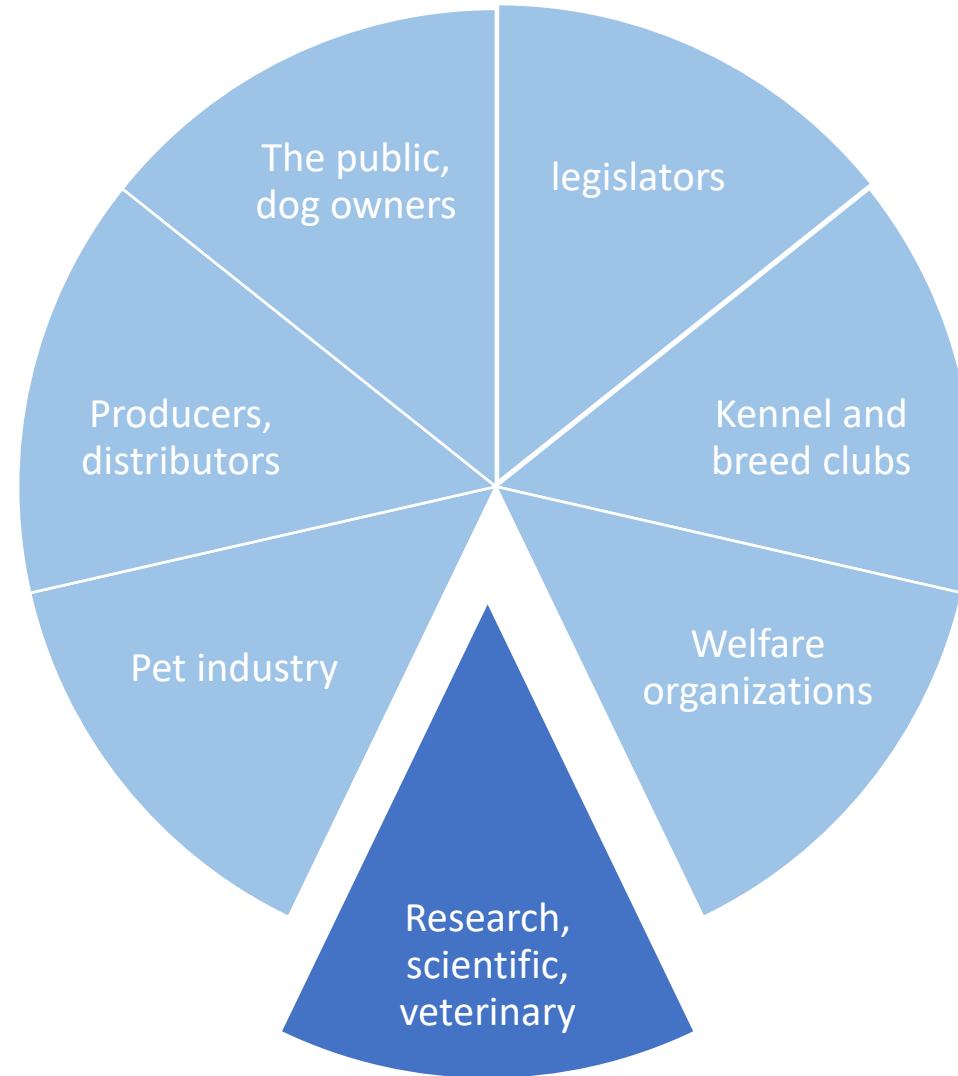 The public,
dog owners
legislators
Producers,
distributors
Kennel and
breed clubs
Pet industry
Welfare
organizations
Research,
scientific,
veterinary